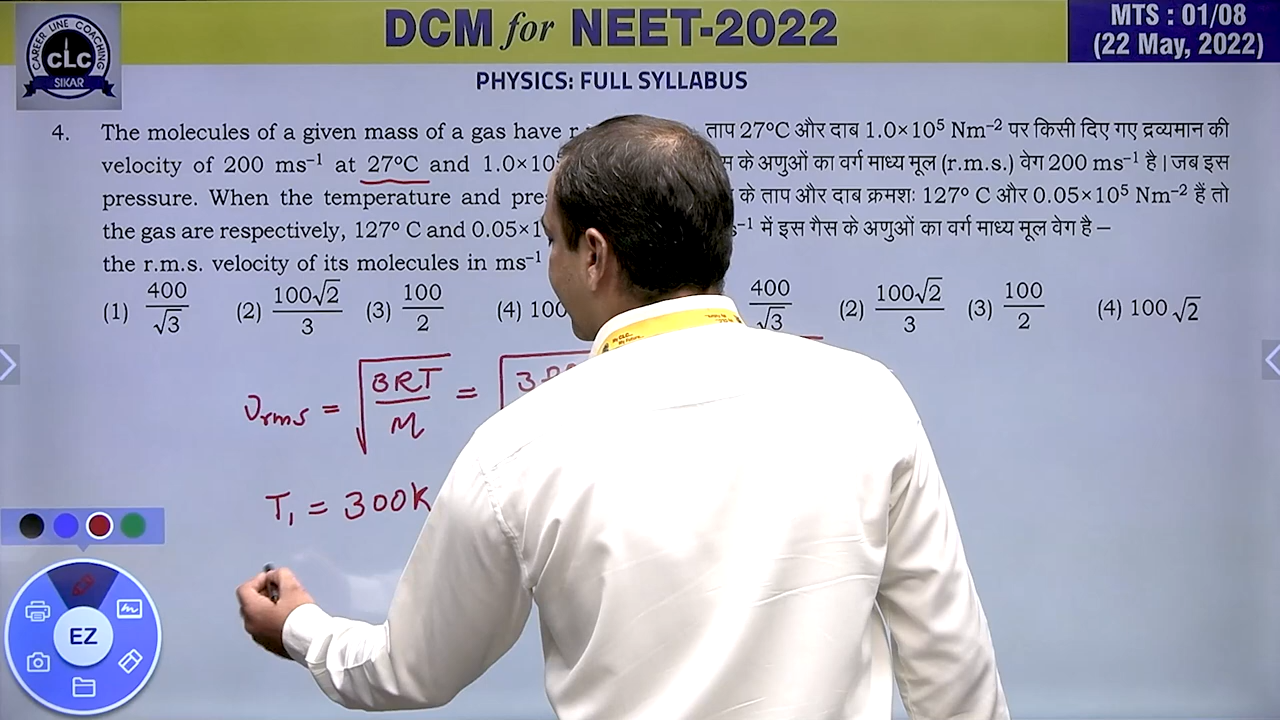 DCM for NEET-2022
MTS : 01/08
(22 May, 2022)
CAREER LINE COACHING
CLC
SIKAR
PHYSICS: FULL SYLLABUS
4. The molecules of a given mass of a gas have
velocity of 200 ms⁻¹ at 27°C and 1.0×10⁵
pressure. When the temperature and
the gas are respectively, 127° C and 0.05×1
the r.m.s. velocity of its molecules in ms⁻¹
(1) 400/√3 (2) 100√2/3 (3) 100/2 (4) 100
ताप 27°C और दाब 1.0×10⁵ Nm⁻² पर किसी दिए गए द्रव्यमान की
के अणुओं का वर्ग माध्य मूल (r.m.s.) वेग 200 ms⁻¹ है। जब इस
के ताप और दाब क्रमशः 127° C और 0.05×10⁵ Nm⁻² हैं तो
⁻¹ में इस गैस के अणुओं का वर्ग माध्य मूल वेग है –
400/√3 (2) 100√2/3 (3) 100/2 (4) 100√2
υrms = √(3RT/M) = √
T₁ = 300K
EZ